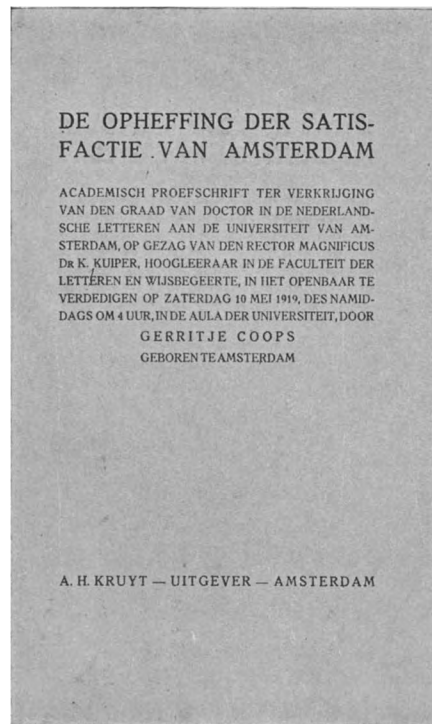 DE OPHEFFING DER SATIS-
FACTIE VAN AMSTERDAM
ACADEMISCH PROEFSCHRIFT TER VERKRIJGING
VAN DEN GRAAD VAN DOCTOR IN DE NEDERLAND-
SCHE LETTEREN AAN DE UNIVERSITEIT VAN AM-
STERDAM, OP GEZAG VAN DEN RECTOR MAGNIFICUS
DR K. KUIPER, HOOGLEERAAR IN DE FACULTEIT DER
LETTEREN EN WIJSBEGEERTE, IN HET OPENBAAR TE
VERDEDIGEN OP ZATERDAG 10 MEI 1919, DES NAMID-
DAGS OM 4 UUR, IN DE AULA DER UNIVERSITEIT, DOOR
GERRITJE COOPS
GEBOREN TE AMSTERDAM
A. H. KRUYT — UITGEVER — AMSTERDAM